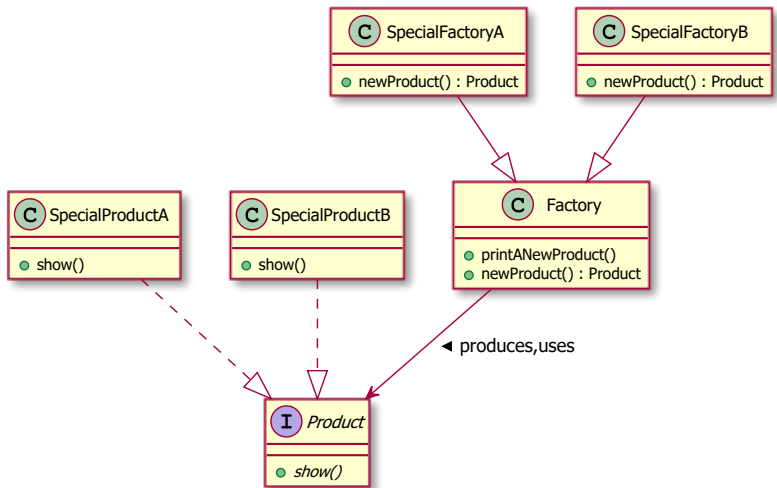 C SpecialFactoryA
newProduct() : Product
C SpecialFactoryB
newProduct() : Product
C SpecialProductA
show()
C SpecialProductB
show()
C Factory
printANewProduct()
newProduct() : Product
◄ produces,uses
I Product
show()